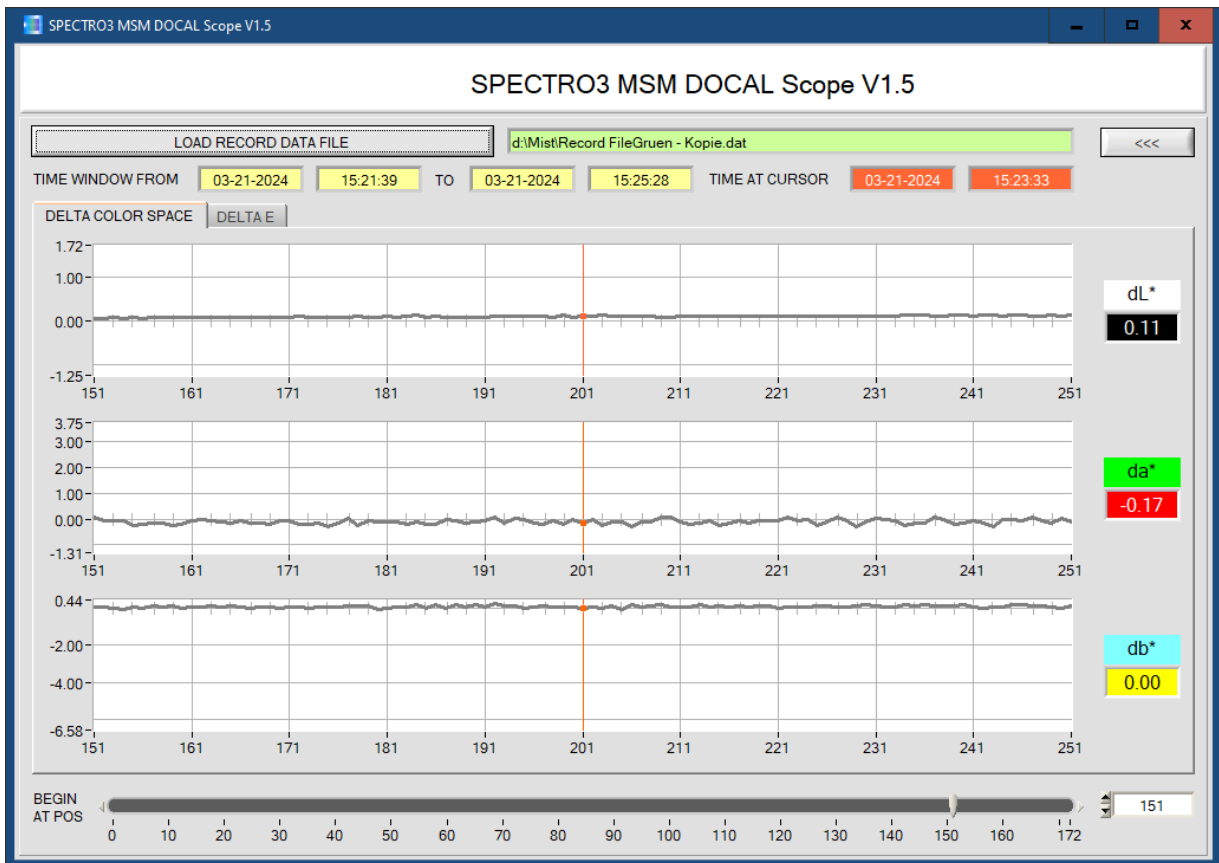 SPECTRO3 MSM DOCAL Scope V1.5
SPECTRO3 MSM DOCAL Scope V1.5
LOAD RECORD DATA FILE d:\Mist\Record FileGruen - Kopie.dat <<<
TIME WINDOW FROM 03-21-2024 15:21:39 TO 03-21-2024 15:25:28 TIME AT CURSOR 03-21-2024 15:23:33
DELTA COLOR SPACE DELTA E
1.72
1.00
0.00
-1.25
151 161 171 181 191 201 211 221 231 241 251
dL*
0.11
3.75
3.00
2.00
1.00
0.00
-1.31
151 161 171 181 191 201 211 221 231 241 251
da*
-0.17
0.44
-2.00
-4.00
-6.58
151 161 171 181 191 201 211 221 231 241 251
db*
0.00
BEGIN
AT POS
0 10 20 30 40 50 60 70 80 90 100 110 120 130 140 150 160 172
151